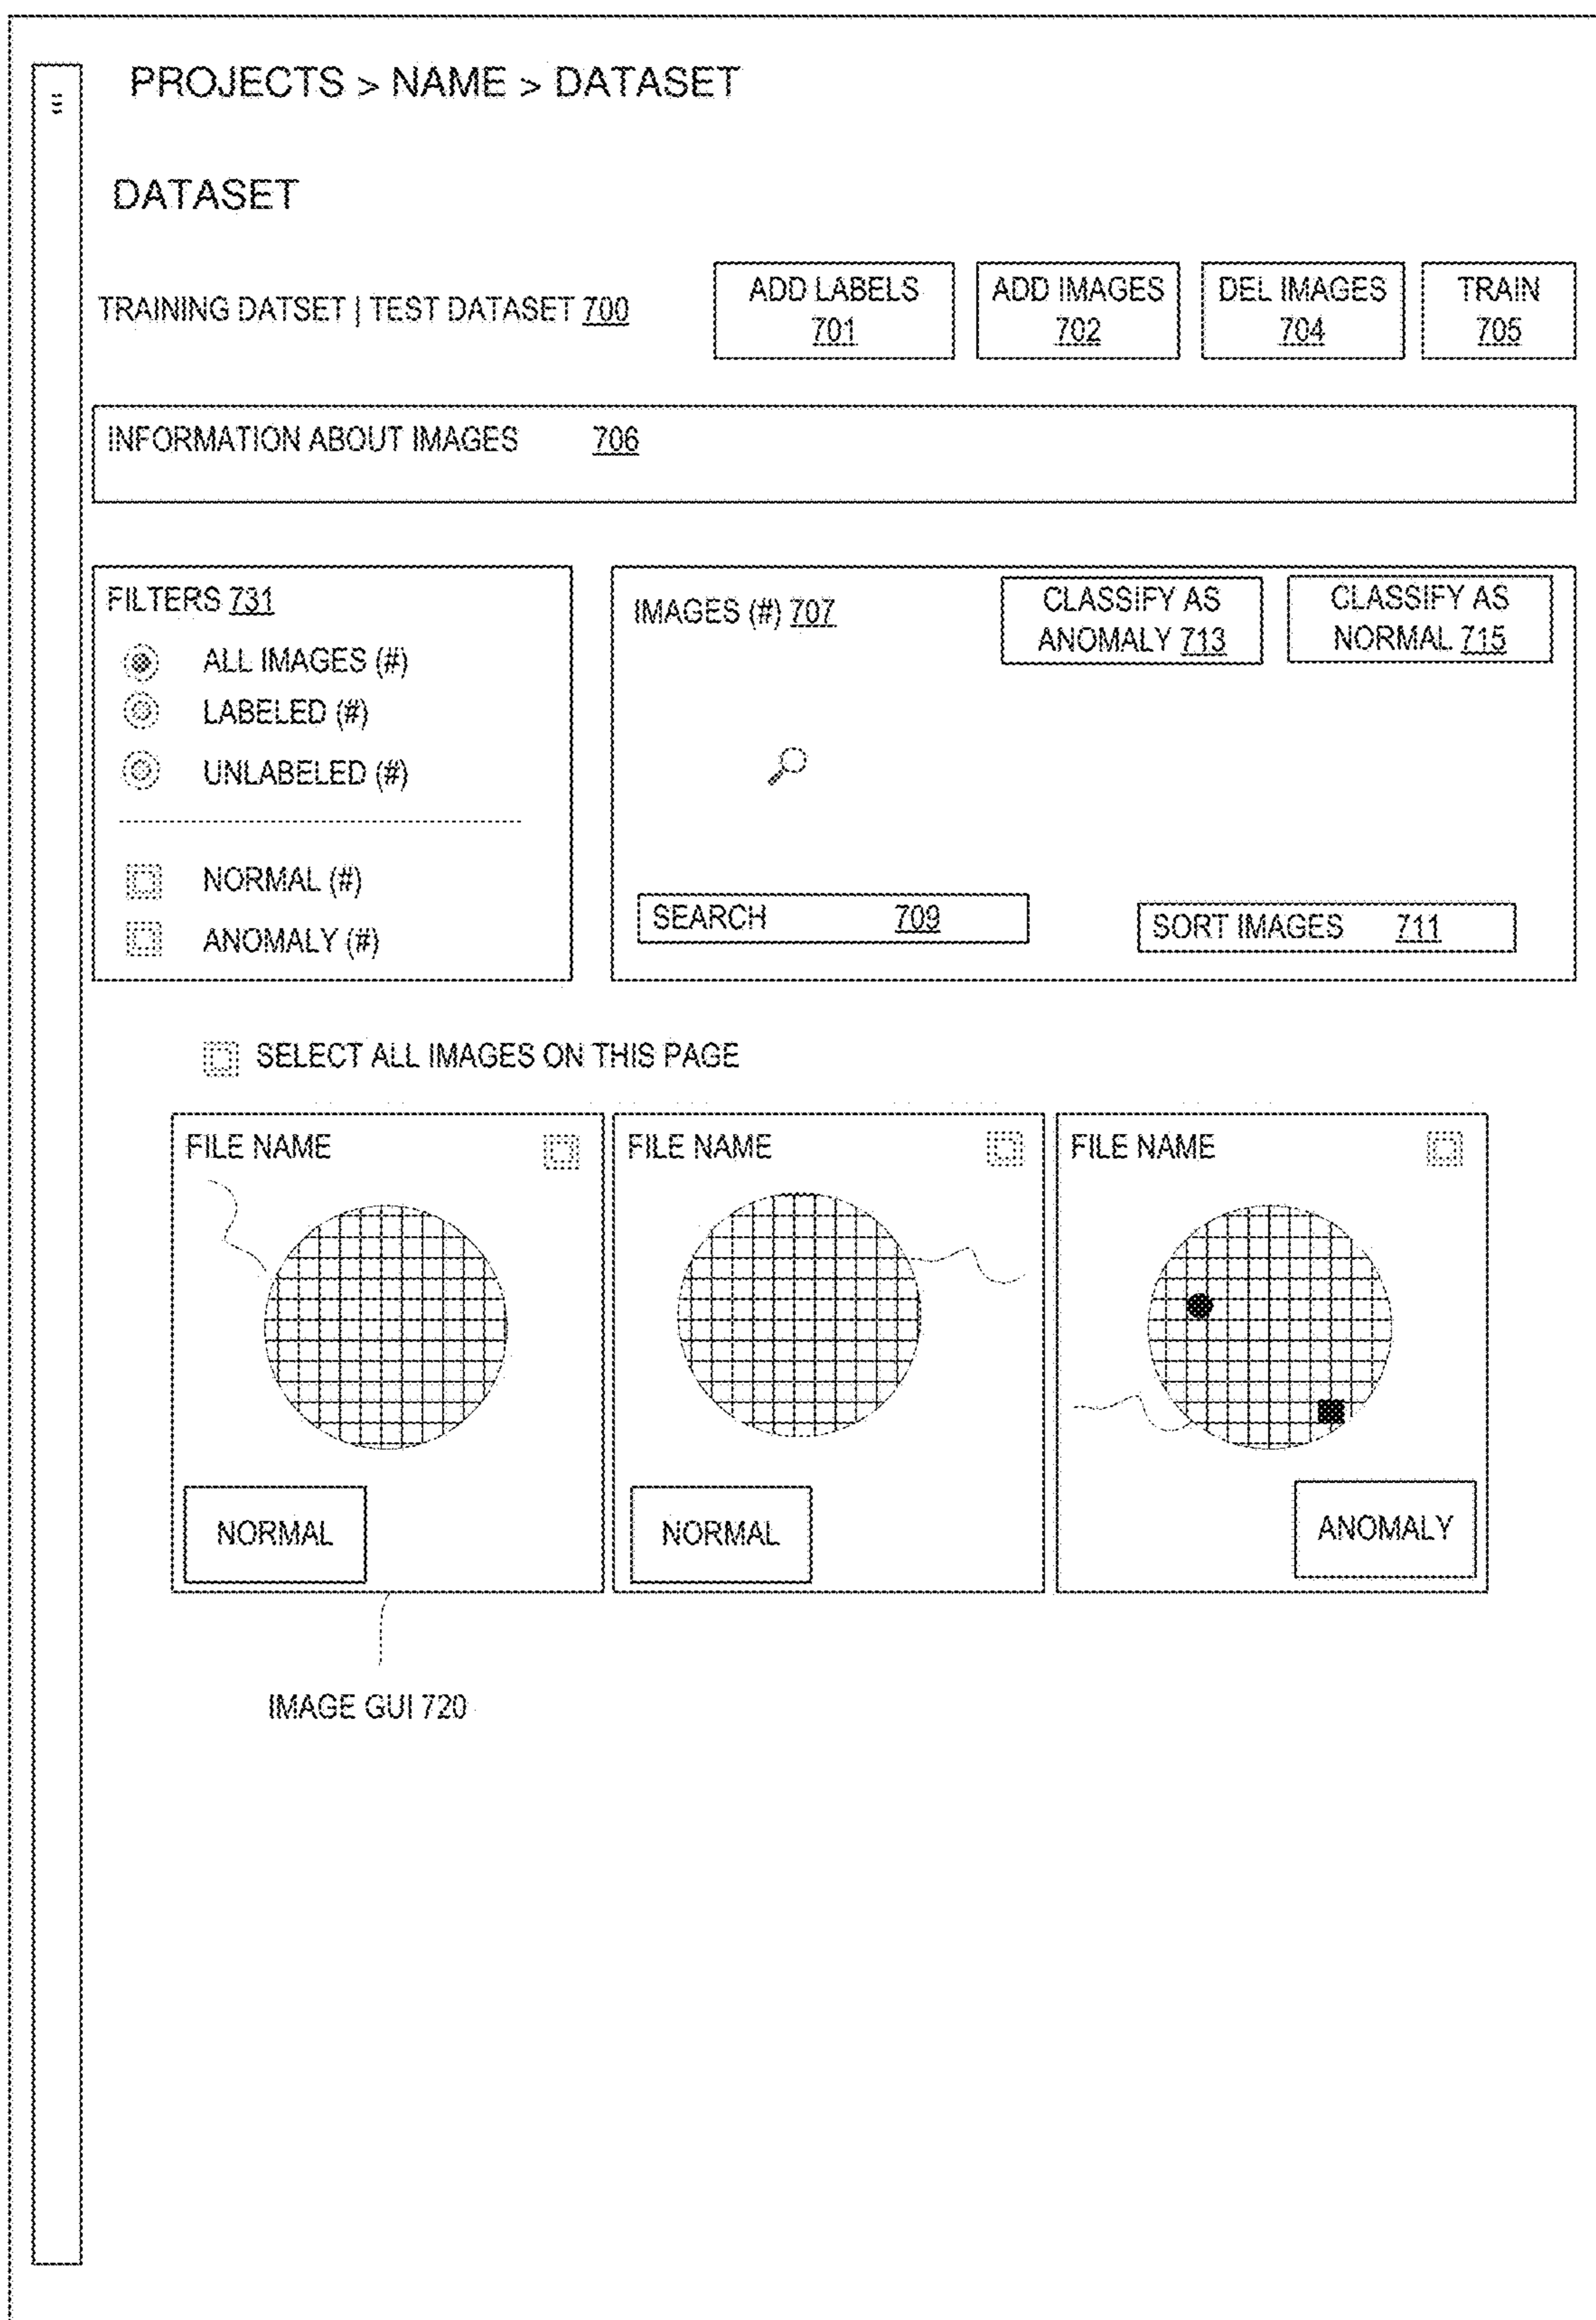 PROJECTS > NAME > DATASET
DATASET
TRAINING DATSET | TEST DATASET 700
ADD LABELS
701
ADD IMAGES
702
DEL IMAGES
704
TRAIN
705
INFORMATION ABOUT IMAGES 706
FILTERS 731
ALL IMAGES (#)
LABELED (#)
UNLABELED (#)
NORMAL (#)
ANOMALY (#)
IMAGES (#) 707
CLASSIFY AS
ANOMALY 713
CLASSIFY AS
NORMAL 715
SEARCH 709
SORT IMAGES 711
SELECT ALL IMAGES ON THIS PAGE
FILE NAME
NORMAL
FILE NAME
NORMAL
FILE NAME
ANOMALY
IMAGE GUI 720